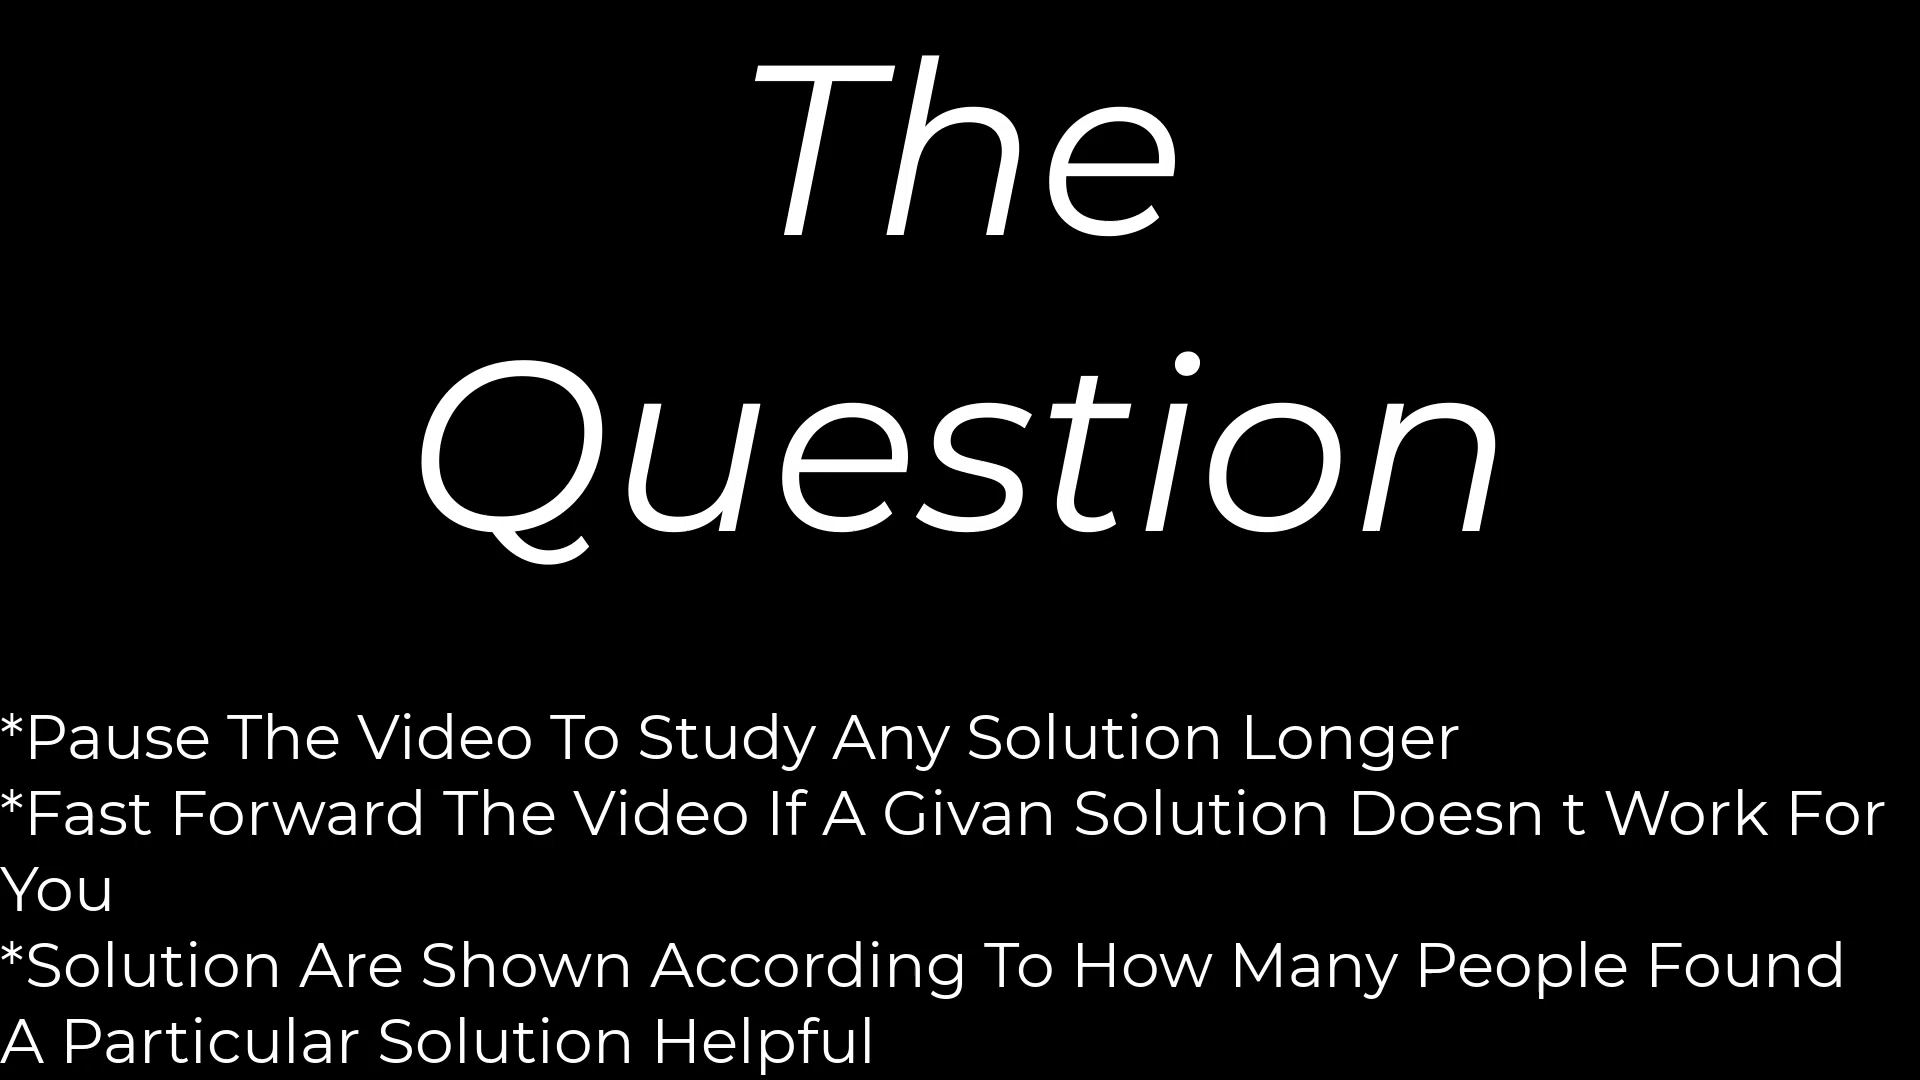 The
Question
*Pause The Video To Study Any Solution Longer
*Fast Forward The Video If A Givan Solution Doesn t Work For
You
*Solution Are Shown According To How Many People Found
A Particular Solution Helpful